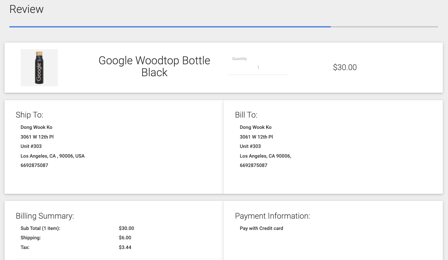 Review
Google
Google Woodtop Bottle
Black
Quantity
$30.00
Ship To:
Dong Wook Ko
3061 W 12th Pl
Unit #303
Los Angeles, CA , 90006, USA
6692875087
Bill To:
Dong Wook Ko
3061 W 12th Pl
Unit #303
Los Angeles, CA 90006,
6692875087
Billing Summary:
Sub Total (1 item): $30.00
Shipping: $6.00
Tax: $3.44
Payment Information:
Pay with Credit card